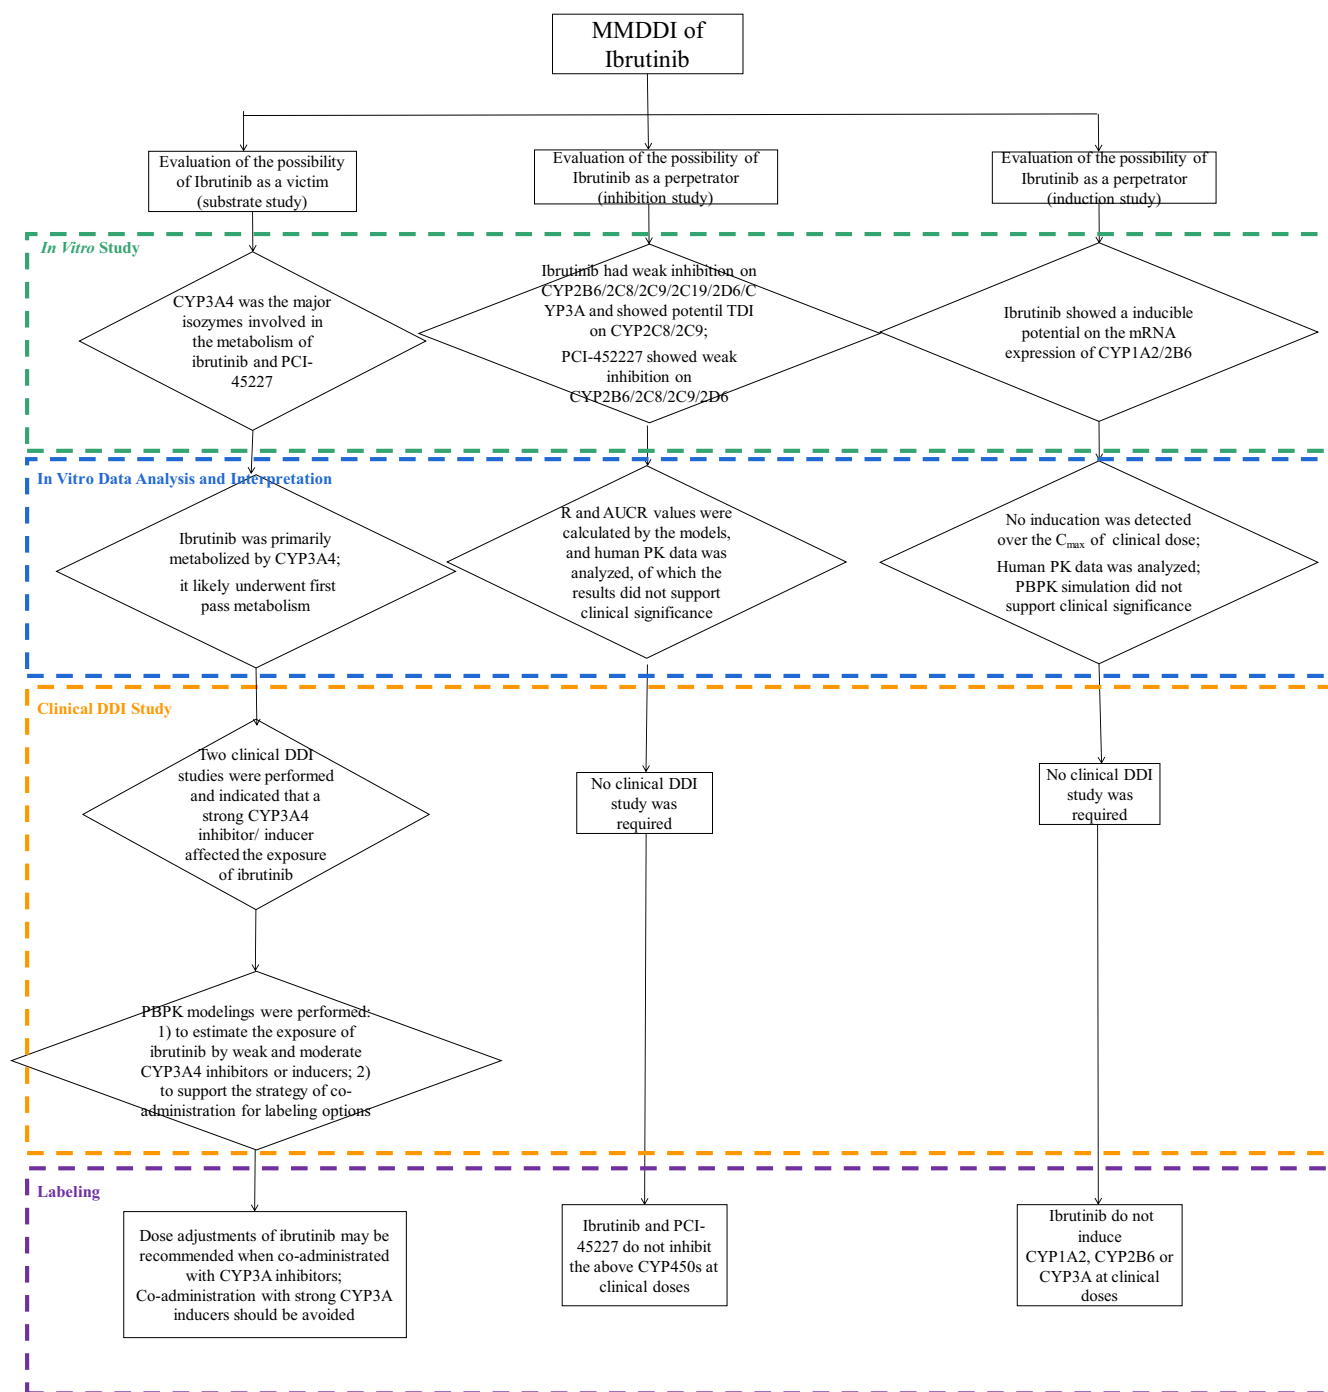 MMDDI of
Ibrutinib
Evaluation of the possibility
of Ibrutinib as a victim
(substrate study)
Evaluation of the possibility of
Ibrutinib as a perpetrator
(inhibition study)
Evaluation of the possibility of
Ibrutinib as a perpetrator
(induction study)
In Vitro Study
CYP3A4 was the major
isozymes involved in
the metabolism of
ibrutinib and PCI-
45227
Ibrutinib had weak inhibition on
CYP2B6/2C8/2C9/2C19/2D6/C
YP3A and showed potentil TDI
on CYP2C8/2C9;
PCI-452227 showed weak
inhibition on
CYP2B6/2C8/2C9/2D6
Ibrutinib showed a inducible
potential on the mRNA
expression of CYP1A2/2B6
In Vitro Data Analysis and Interpretation
Ibrutinib was primarily
metabolized by CYP3A4;
it likely underwent first
pass metabolism
R and AUCR values were
calculated by the models,
and human PK data was
analyzed, of which the
results did not support
clinical significance
No inducation was detected
over the Cmax of clinical dose;
Human PK data was analyzed;
PBPK simulation did not
support clinical significance
Clinical DDI Study
Two clinical DDI
studies were performed
and indicated that a
strong CYP3A4
inhibitor/ inducer
affected the exposure
of ibrutinib
No clinical DDI
study was
required
No clinical DDI
study was
required
PBPK modelings were performed:
1) to estimate the exposure of
ibrutinib by weak and moderate
CYP3A4 inhibitors or inducers; 2)
to support the strategy of co-
administration for labeling options
Labeling
Dose adjustments of ibrutinib may be
recommended when co-administrated
with CYP3A inhibitors;
Co-administration with strong CYP3A
inducers should be avoided
Ibrutinib and PCI-
45227 do not inhibit
the above CYP450s at
clinical doses
Ibrutinib do not
induce
CYP1A2, CYP2B6 or
CYP3A at clinical
doses